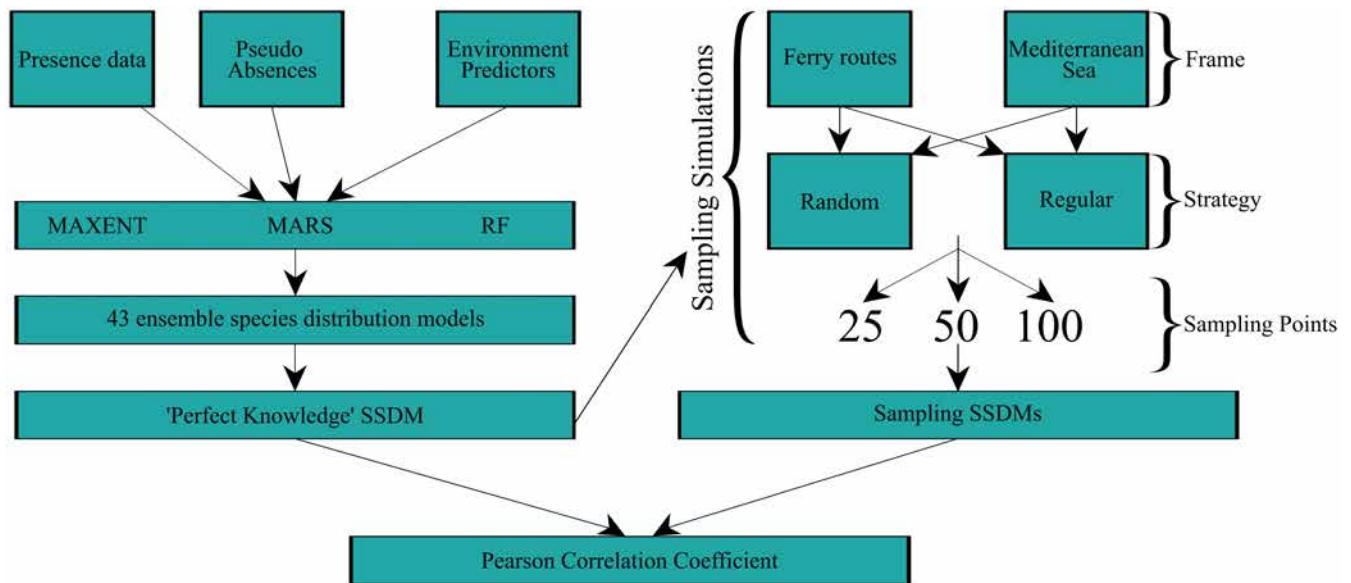 Presence data
Pseudo
Absences
Environment
Predictors
MAXENT MARS RF
43 ensemble species distribution models
'Perfect Knowledge' SSDM
Sampling Simulations
Ferry routes
Mediterranean
Sea
Frame
Random
Regular
Strategy
25 50 100
Sampling Points
Sampling SSDMs
Pearson Correlation Coefficient